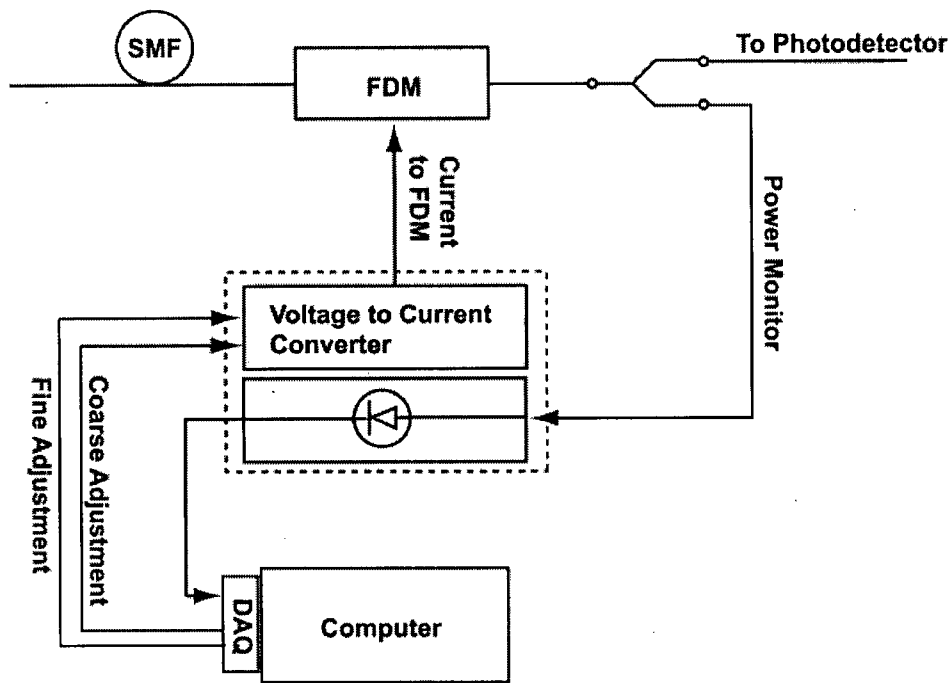 SMF
To Photodetector
FDM
Current
to FDM
Power Monitor
Voltage to Current
Converter
Fine Adjustment
Coarse Adjustment
DAQ
Computer